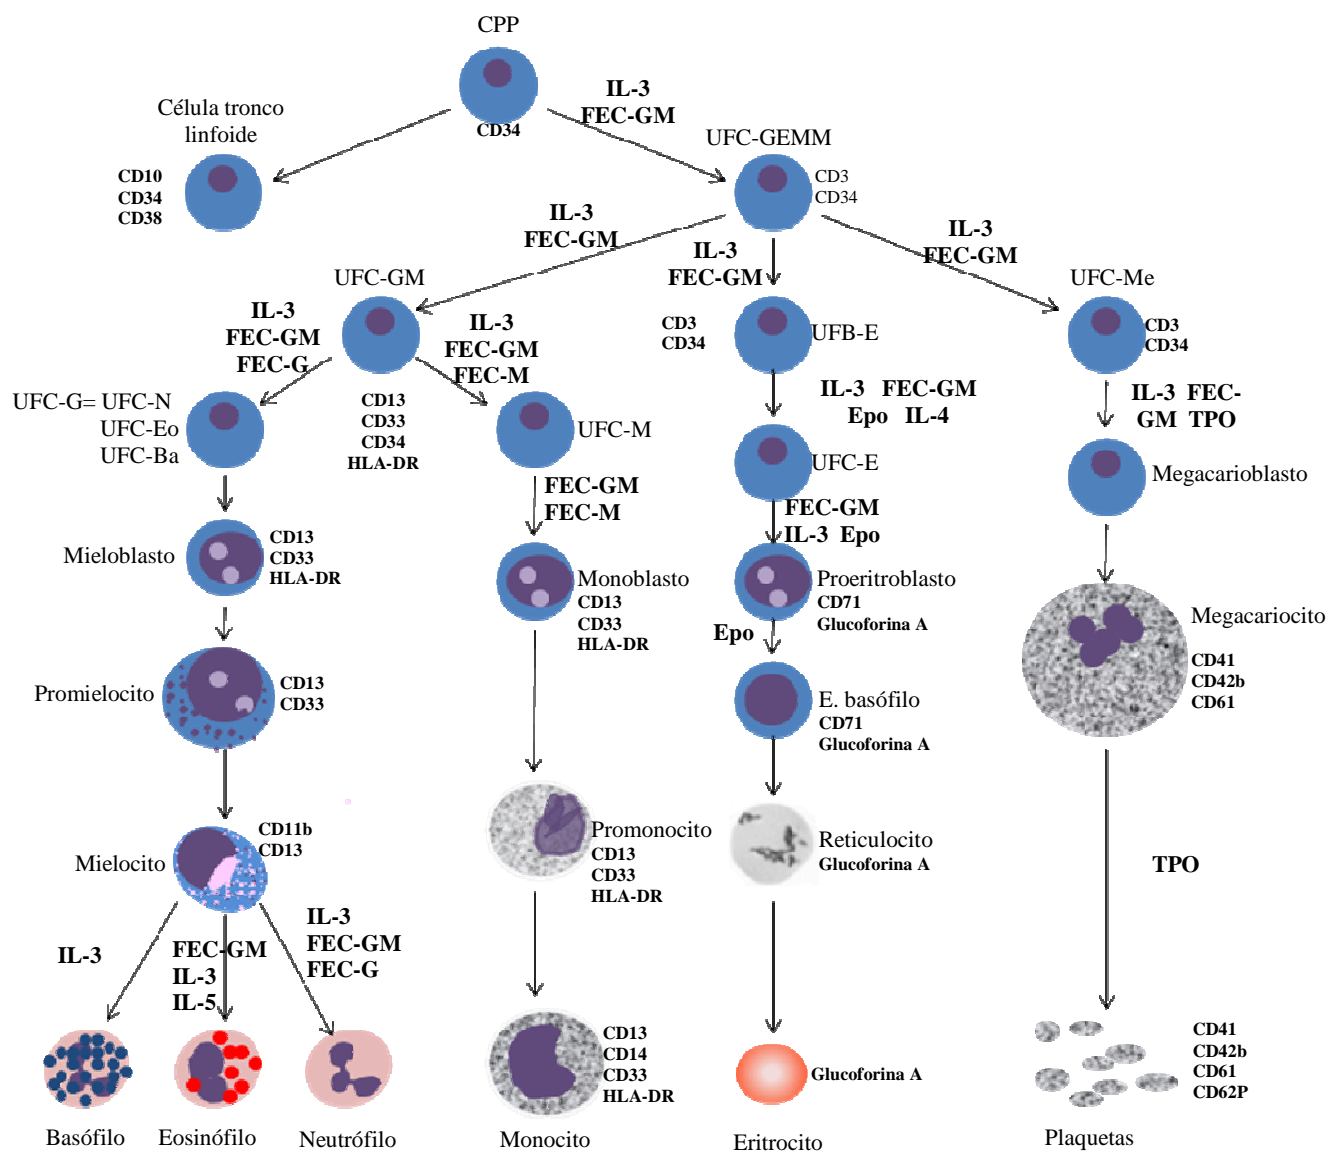 CPP
CD34
IL-3
FEC-GM
Célula tronco
linfoide
CD10
CD34
CD38
UFC-GEMM
CD3
CD34
IL-3
FEC-GM
IL-3
FEC-GM
IL-3
FEC-GM
UFC-GM
IL-3
FEC-GM
FEC-G
IL-3
FEC-GM
FEC-M
CD13
CD33
CD34
HLA-DR
CD3
CD34
UFB-E
UFC-Me
CD3
CD34
UFC-G= UFC-N
UFC-Eo
UFC-Ba
UFC-M
IL-3 FEC-GM
Epo IL-4
IL-3 FEC-
GM TPO
UFC-E
Megacarioblasto
FEC-GM
FEC-M
FEC-GM
IL-3 Epo
Mieloblasto
CD13
CD33
HLA-DR
Monoblasto
CD13
CD33
HLA-DR
Proeritroblasto
CD71
Glucoforina A
Epo
Megacariocito
CD41
CD42b
CD61
Promielocito
CD13
CD33
E. basófilo
CD71
Glucoforina A
Mielocito
CD11b
CD13
Promonocito
CD13
CD33
HLA-DR
Reticulocito
Glucoforina A
TPO
IL-3
FEC-GM
IL-3
IL-5
IL-3
FEC-GM
FEC-G
CD13
CD14
CD33
HLA-DR
Glucoforina A
CD41
CD42b
CD61
CD62P
Basófilo
Eosinófilo
Neutrófilo
Monocito
Eritrocito
Plaquetas